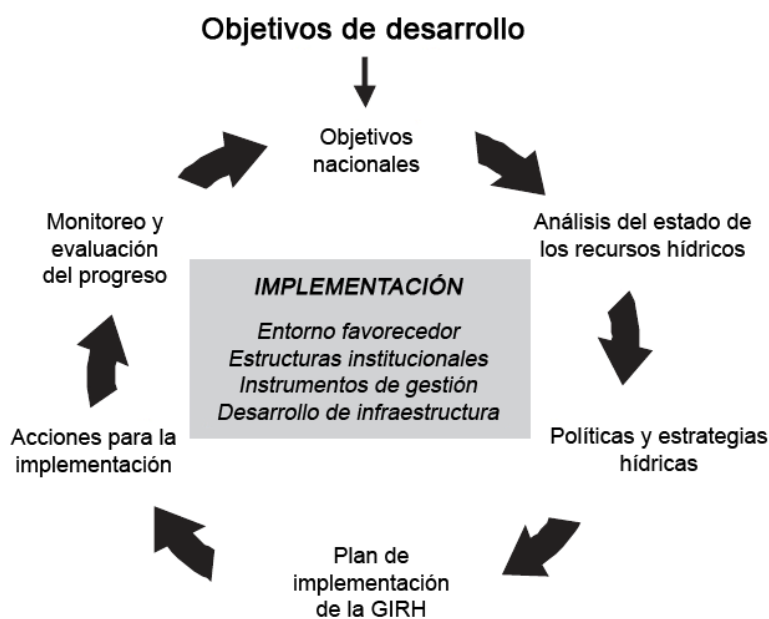 Objetivos de desarrollo
Objetivos
nacionales
Análisis del estado de
los recursos hídricos
Políticas y estrategias
hídricas
Plan de
implementación
de la GIRH
Acciones para la
implementación
Monitoreo y
evaluación
del progreso
IMPLEMENTACIÓN
Entorno favorecedor
Estructuras institucionales
Instrumentos de gestión
Desarrollo de infraestructura